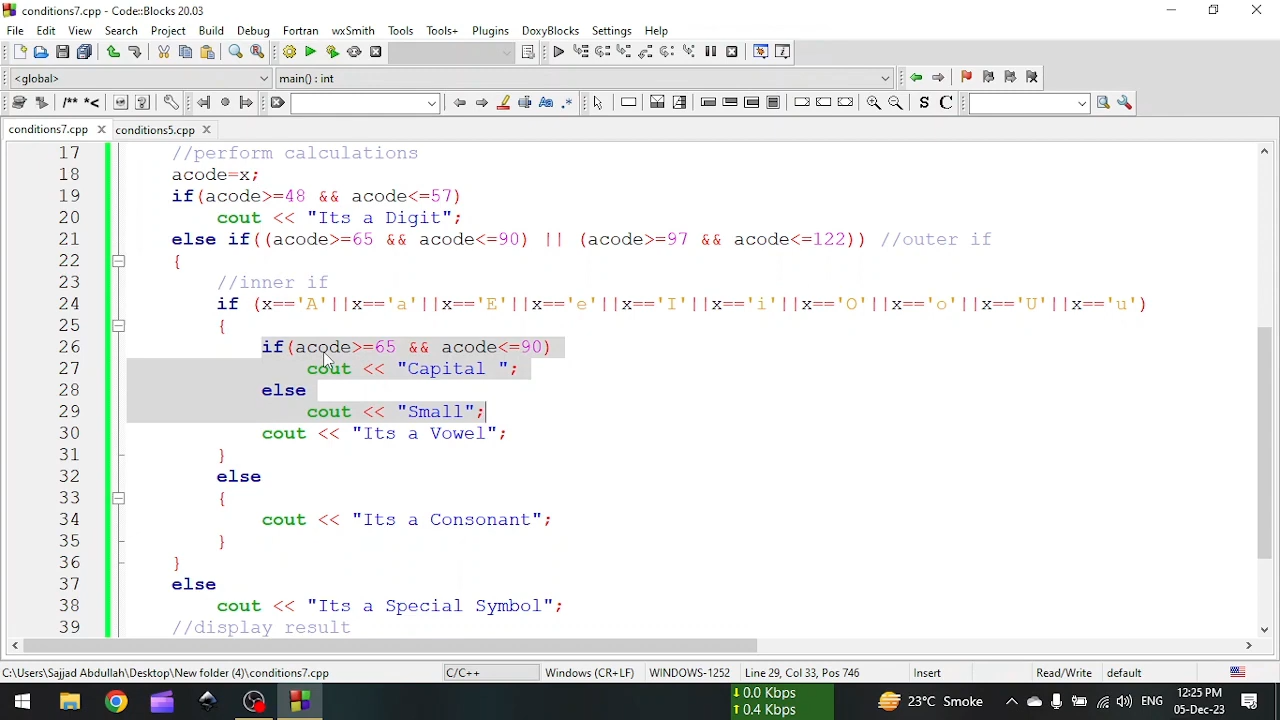 conditions7.cpp - Code::Blocks 20.03
File Edit View Search Project Build Debug Fortran wxSmith Tools Tools+ Plugins DoxyBlocks Settings Help
<global> main() : int
/** *< Aa .* S C
conditions7.cpp conditions5.cpp
17 //perform calculations
18 acode=x;
19 if(acode>=48 && acode<=57)
20 cout << "Its a Digit";
21 else if((acode>=65 && acode<=90) || (acode>=97 && acode<=122)) //outer if
22 {
23 //inner if
24 if (x=='A'||x=='a'||x=='E'||x=='e'||x=='I'||x=='i'||x=='O'||x=='o'||x=='U'||x=='u')
25 {
26 if(acode>=65 && acode<=90)
27 cout << "Capital ";
28 else
29 cout << "Small";
30 cout << "Its a Vowel";
31 }
32 else
33 {
34 cout << "Its a Consonant";
35 }
36 }
37 else
38 cout << "Its a Special Symbol";
39 //display result
C:\Users\Sajjad Abdullah\Desktop\New folder (4)\conditions7.cpp C/C++ Windows (CR+LF) WINDOWS-1252 Line 29, Col 33, Pos 746 Insert Read/Write default
↓ 0.0 Kbps
↑ 0.4 Kbps
23°C Smoke
ENG
12:25 PM
05-Dec-23